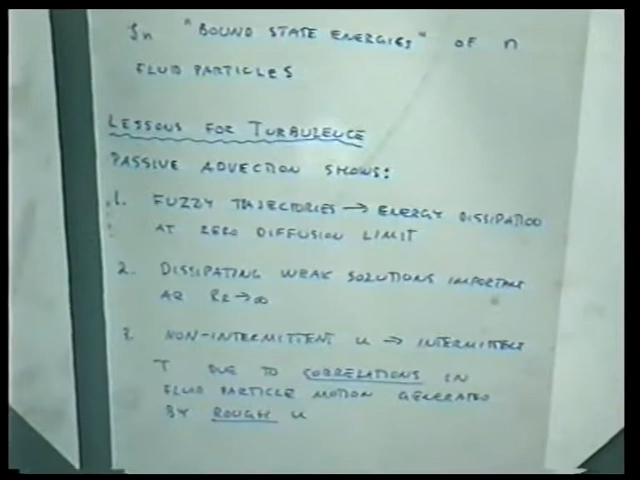 ζn "BOUND STATE ENERGIES" OF n
FLUID PARTICLES
LESSONS FOR TURBULENCE
PASSIVE ADVECTION SHOWS:
1. FUZZY TRAJECTORIES → ENERGY DISSIPATION
AT ZERO DIFFUSION LIMIT
2. DISSIPATING WEAK SOLUTIONS IMPORTANT
AS Re→∞
3. NON-INTERMITTENT u → INTERMITTENT
T DUE TO CORRELATIONS IN
FLUID PARTICLE MOTION GENERATED
BY ROUGH u